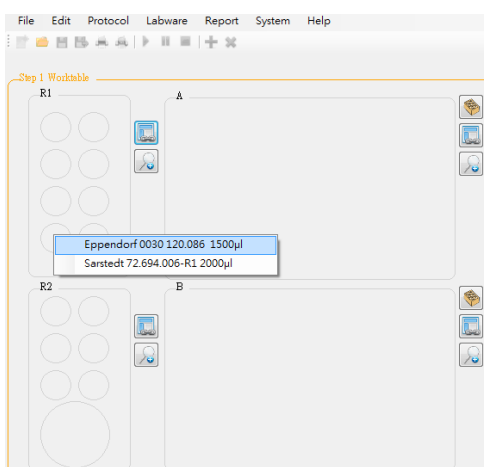 File Edit Protocol Labware Report System Help
Step 1 Worktable
R1 A
Eppendorf 0030 120.086 1500µl
Sarstedt 72.694.006-R1 2000µl
R2 B